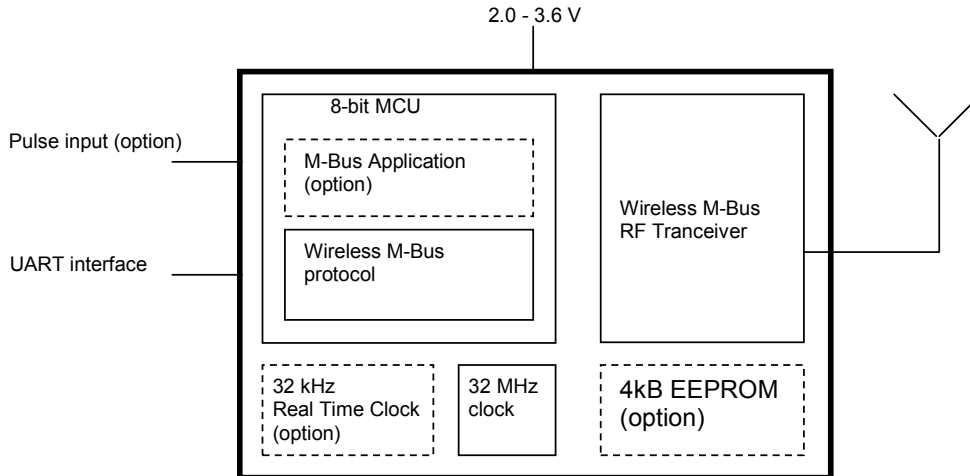 2.0 - 3.6 V
8-bit MCU
Pulse input (option)
M-Bus Application
(option)
Wireless M-Bus
RF Tranceiver
Wireless M-Bus
protocol
UART interface
32 kHz
Real Time Clock
(option)
32 MHz
clock
4kB EEPROM
(option)